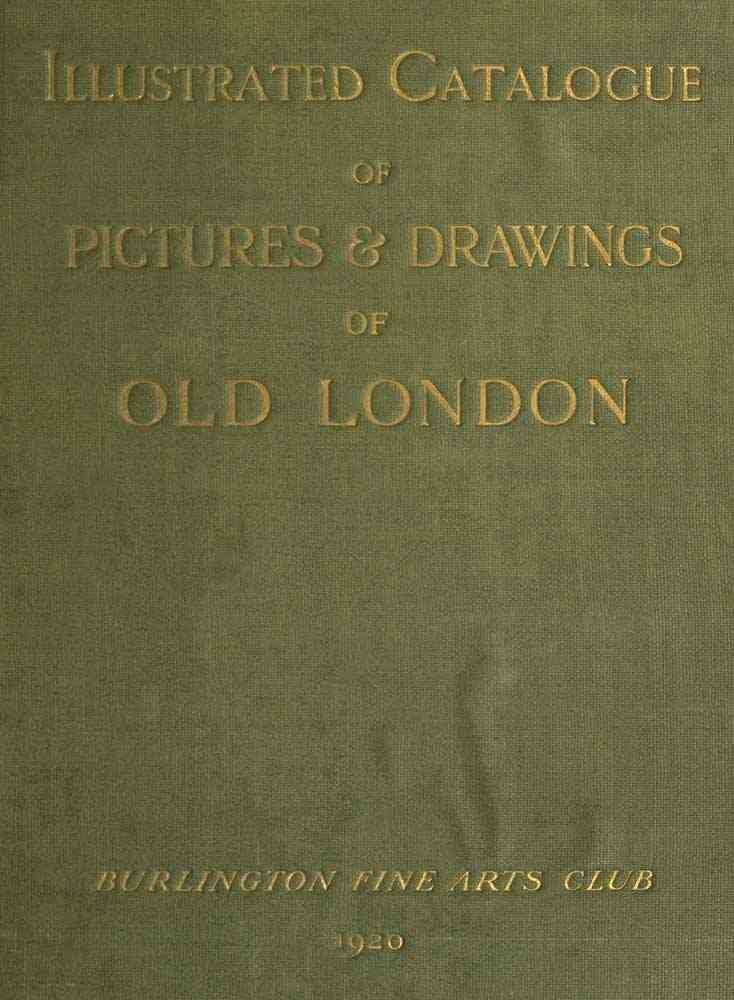 ILLUSTRATED CATALOGUE
OF
PICTURES & DRAWINGS
OF
OLD LONDON
BURLINGTON FINE ARTS CLUB
1920